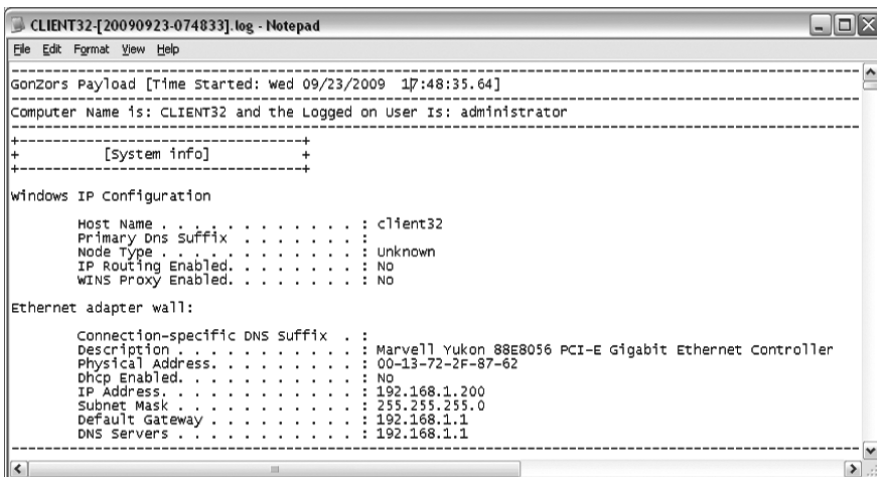 CLIENT32-[20090923-074833].log - Notepad
File Edit Format View Help
--------------------------------------------------------------------------------
GonZors Payload [Time Started: Wed 09/23/2009  17:48:35.64]
--------------------------------------------------------------------------------
Computer Name is: CLIENT32 and the Logged on User Is: administrator
--------------------------------------------------------------------------------
+----------------------------------+
+          [System info]           +
+----------------------------------+
Windows IP Configuration
Host Name . . . . . . . . . . . . : client32
Primary Dns Suffix  . . . . . . . :
Node Type . . . . . . . . . . . . : Unknown
IP Routing Enabled. . . . . . . . : No
WINS Proxy Enabled. . . . . . . . : No
Ethernet adapter wall:
Connection-specific DNS Suffix  . :
Description . . . . . . . . . . . : Marvell Yukon 88E8056 PCI-E Gigabit Ethernet Controller
Physical Address. . . . . . . . . : 00-13-72-2F-87-62
Dhcp Enabled. . . . . . . . . . . : No
IP Address. . . . . . . . . . . . : 192.168.1.200
Subnet Mask . . . . . . . . . . . : 255.255.255.0
Default Gateway . . . . . . . . . : 192.168.1.1
DNS Servers . . . . . . . . . . . : 192.168.1.1
--------------------------------------------------------------------------------